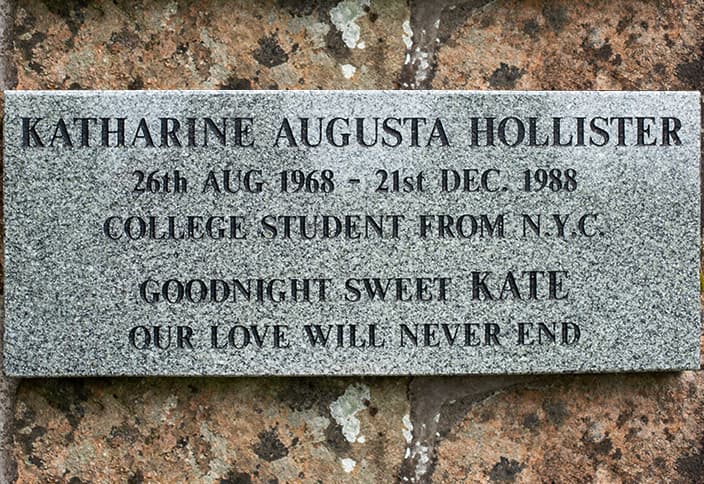 KATHARINE AUGUSTA HOLLISTER
26th AUG 1968 - 21st DEC. 1988
COLLEGE STUDENT FROM N.Y.C.
GOODNIGHT SWEET KATE
OUR LOVE WILL NEVER END